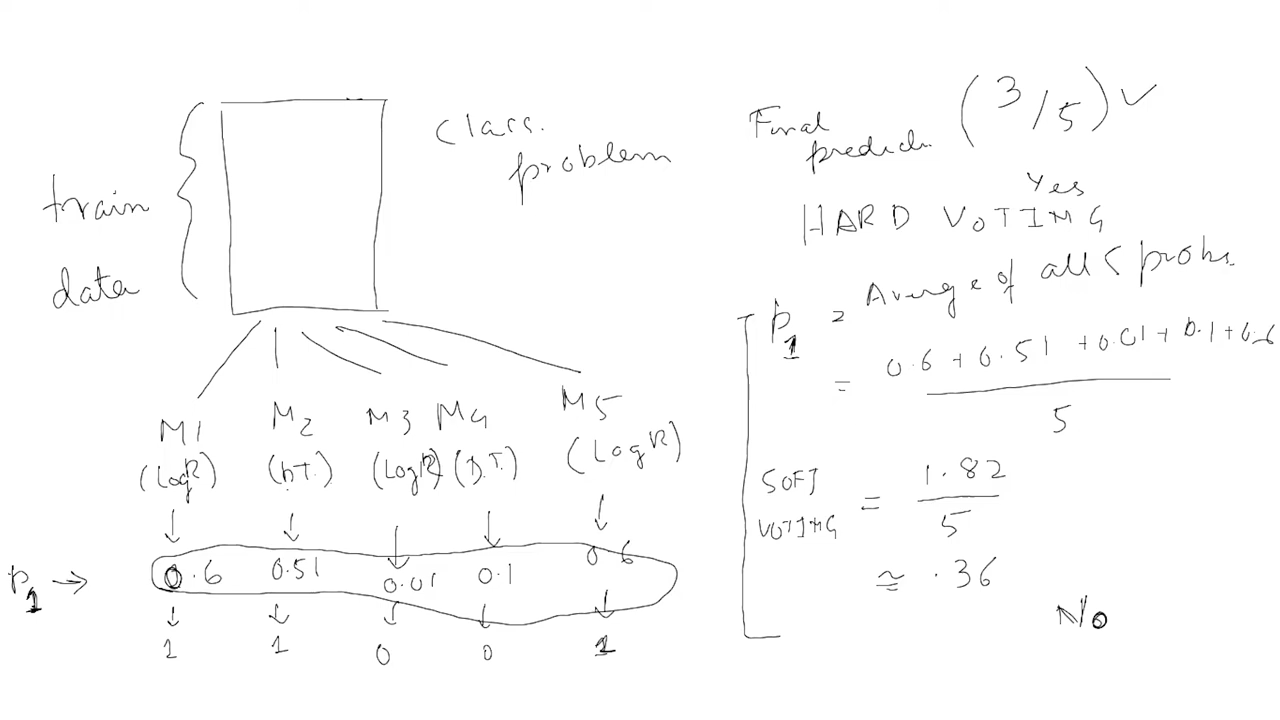 train
data
class.
problem
M1
(LogR)
M2
(D.T.)
M3
(LogR)
M4
(D.T.)
M5
(LogR)
p1 → 0.6 0.51 0.01 0.1 0.6
1 1 0 0 1
Final (3/5) ✓
predicti.
Yes
HARD VOTING
p1 = Average of all 5 probs.
= 0.6 + 0.51 + 0.01 + 0.1 + 0.6
5
SOFT
VOTING
= 1.82
5
≅ .36
No